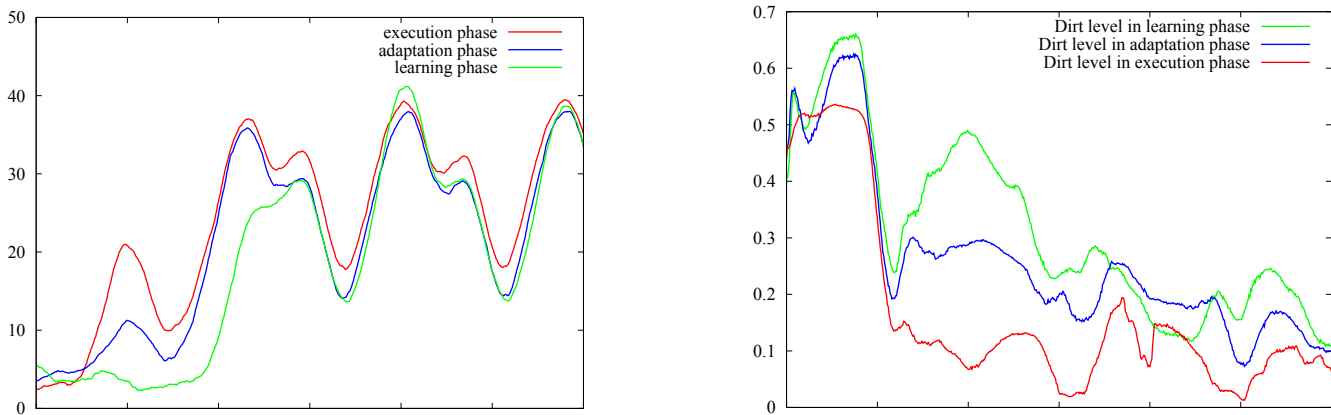 50
40
30
20
10
0
execution phase
adaptation phase
learning phase
0.7
0.6
0.5
0.4
0.3
0.2
0.1
0
Dirt level in learning phase
Dirt level in adaptation phase
Dirt level in execution phase